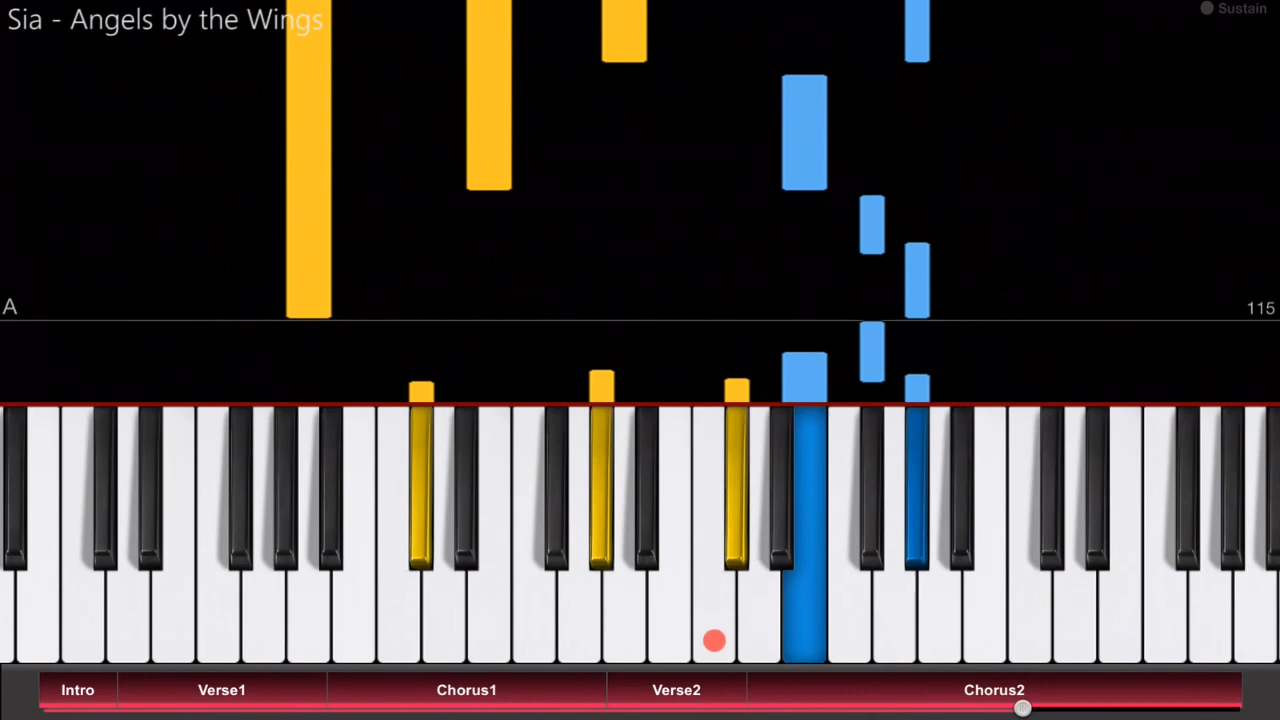 Sia - Angels by the Wings
Sustain
A
115
Intro
Verse1
Chorus1
Verse2
Chorus2